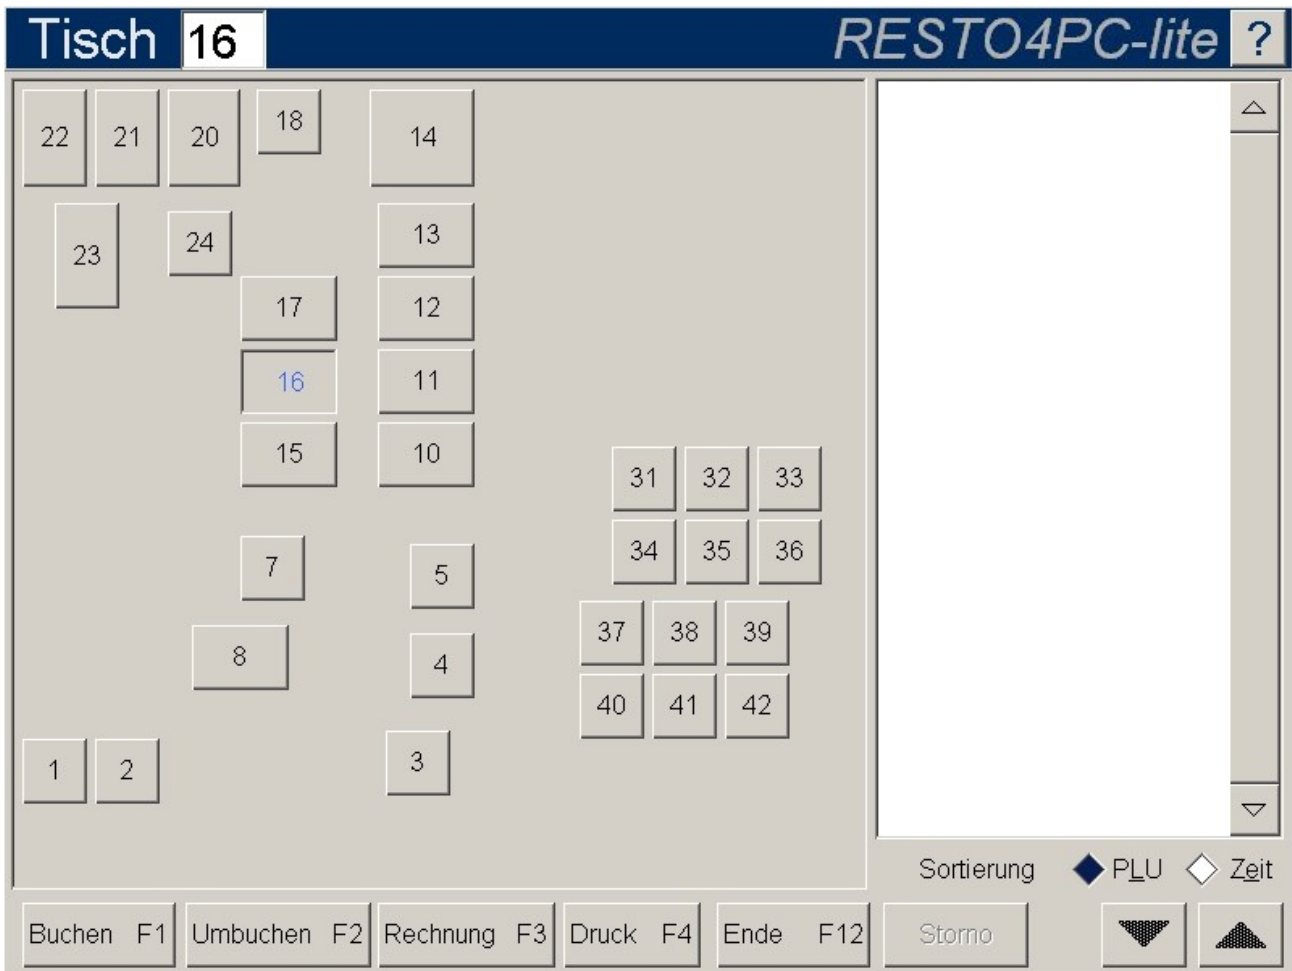 Tisch 16 RESTO4PC-lite ?
22 21 20 18 14
23 24 13
17 12
16 11
15 10
31 32 33
34 35 36
7 5
37 38 39
8 4
40 41 42
1 2 3
Sortierung PLU Zeit
Buchen F1 Umbuchen F2 Rechnung F3 Druck F4 Ende F12 Storno